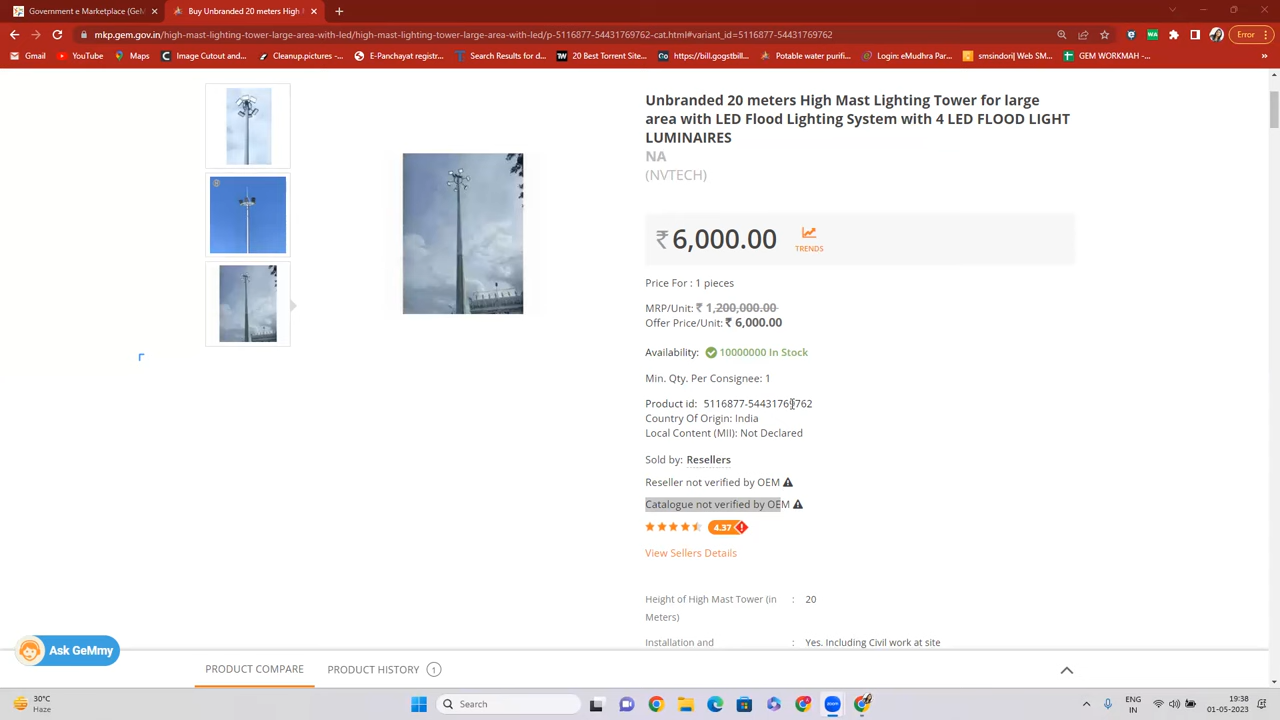 Government e Marketplace (GeM
Buy Unbranded 20 meters High M
mkp.gem.gov.in/high-mast-lighting-tower-large-area-with-led/high-mast-lighting-tower-large-area-with-led/p-5116877-54431769762-cat.html#variant_id=5116877-54431769762
Error
Gmail
YouTube
Maps
Image Cutout and...
Cleanup.pictures -...
E-Panchayat registr...
Search Results for d...
20 Best Torrent Site...
https://bill.gogstbill...
Potable water purifi...
Login: eMudhra Par...
smsindori| Web SM...
GEM WORKMAH -...
Unbranded 20 meters High Mast Lighting Tower for large
area with LED Flood Lighting System with 4 LED FLOOD LIGHT
LUMINAIRES
NA
(NVTECH)
₹ 6,000.00
TRENDS
Price For : 1 pieces
MRP/Unit: ₹ 1,200,000.00
Offer Price/Unit: ₹ 6,000.00
Availability: 10000000 In Stock
Min. Qty. Per Consignee: 1
Product id: 5116877-54431769762
Country Of Origin: India
Local Content (MII): Not Declared
Sold by: Resellers
Reseller not verified by OEM
Catalogue not verified by OEM
4.37
View Sellers Details
Height of High Mast Tower (in : 20
Meters)
Installation and : Yes. Including Civil work at site
Ask GeMmy
PRODUCT COMPARE
PRODUCT HISTORY 1
30°C
Haze
Search
ENG
IN
19:38
01-05-2023